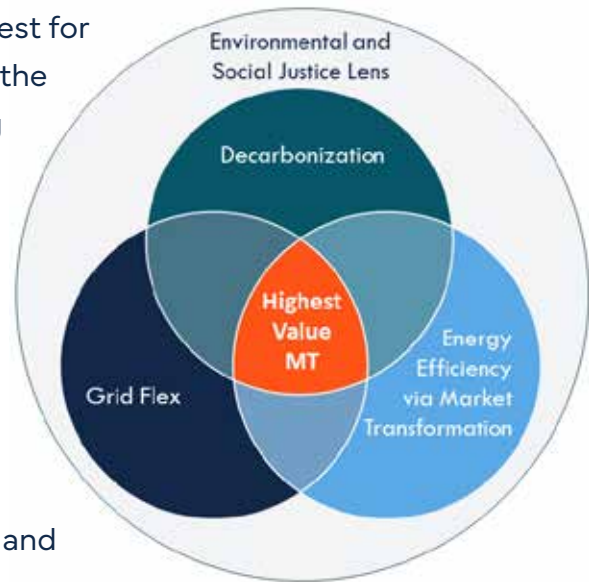 est for
the
Environmental and
Social Justice Lens
Decarbonization
Highest
Value
MT
Energy
Efficiency
via Market
Transformation
Grid Flex
and